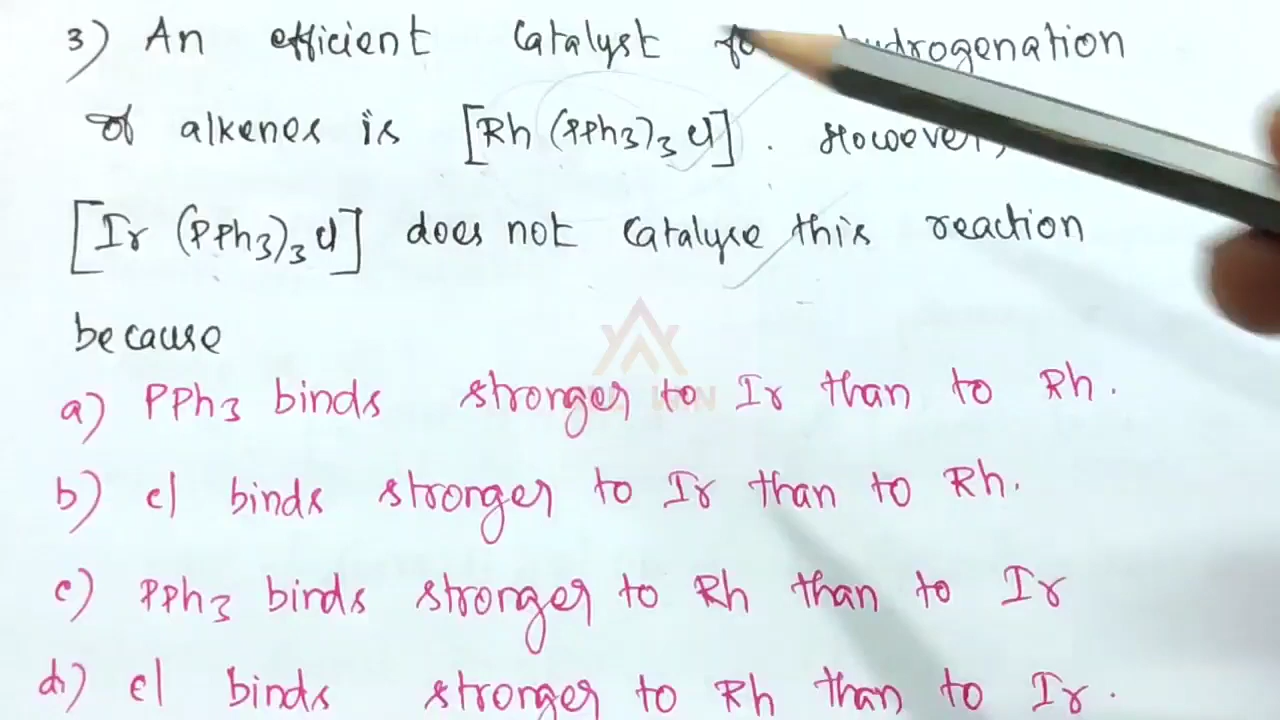 3) An efficient Catalyst hydrogenation
of alkenes is [Rh (PPh3)3 Cl]. However,
[Ir (PPh3)3 Cl] does not catalyse this reaction
because
a) PPh3 binds stronger to Ir than to Rh.
b) Cl binds stronger to Ir than to Rh.
c) PPh3 binds stronger to Rh than to Ir
d) Cl binds stronger to Rh than to Ir.